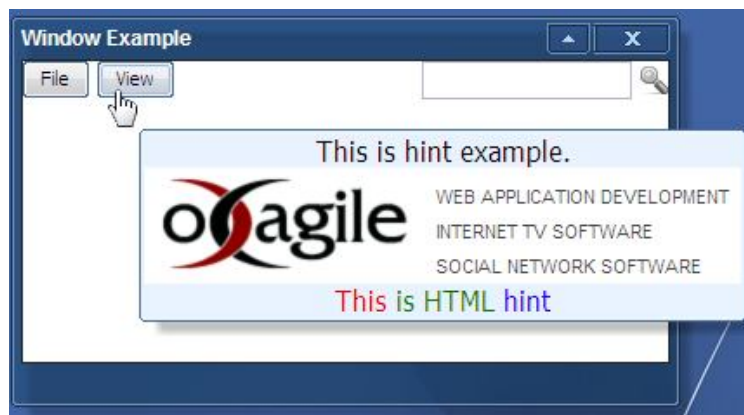 Window Example
X
File View
This is hint example.
oxagile
WEB APPLICATION DEVELOPMENT
INTERNET TV SOFTWARE
SOCIAL NETWORK SOFTWARE
This is HTML hint